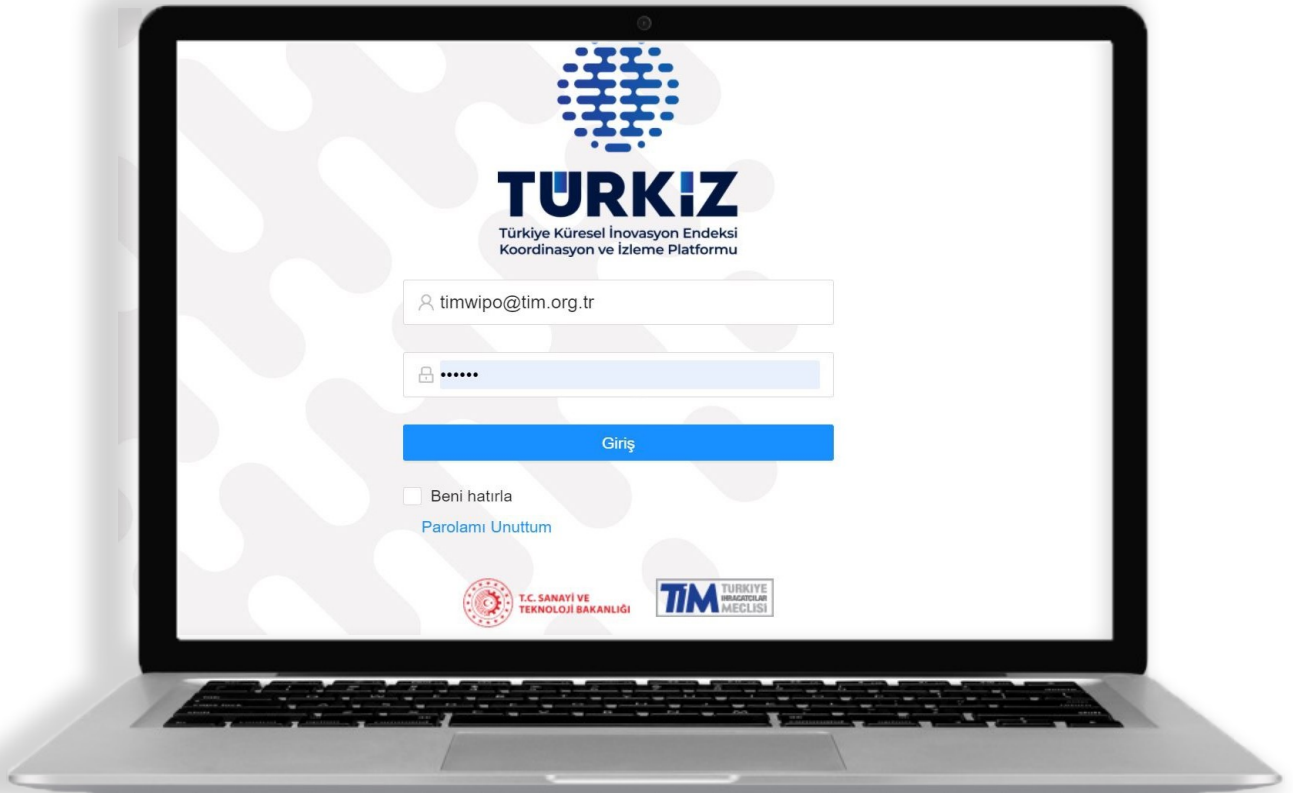 TÜRKİZ
Türkiye Küresel İnovasyon Endeksi
Koordinasyon ve İzleme Platformu
timwipo@tim.org.tr
••••••
Giriş
Beni hatırla
Parolamı Unuttum
T.C. SANAYİ VE
TEKNOLOJİ BAKANLIĞI
TİM
TÜRKİYE
İHRACATÇILAR
MECLİSİ